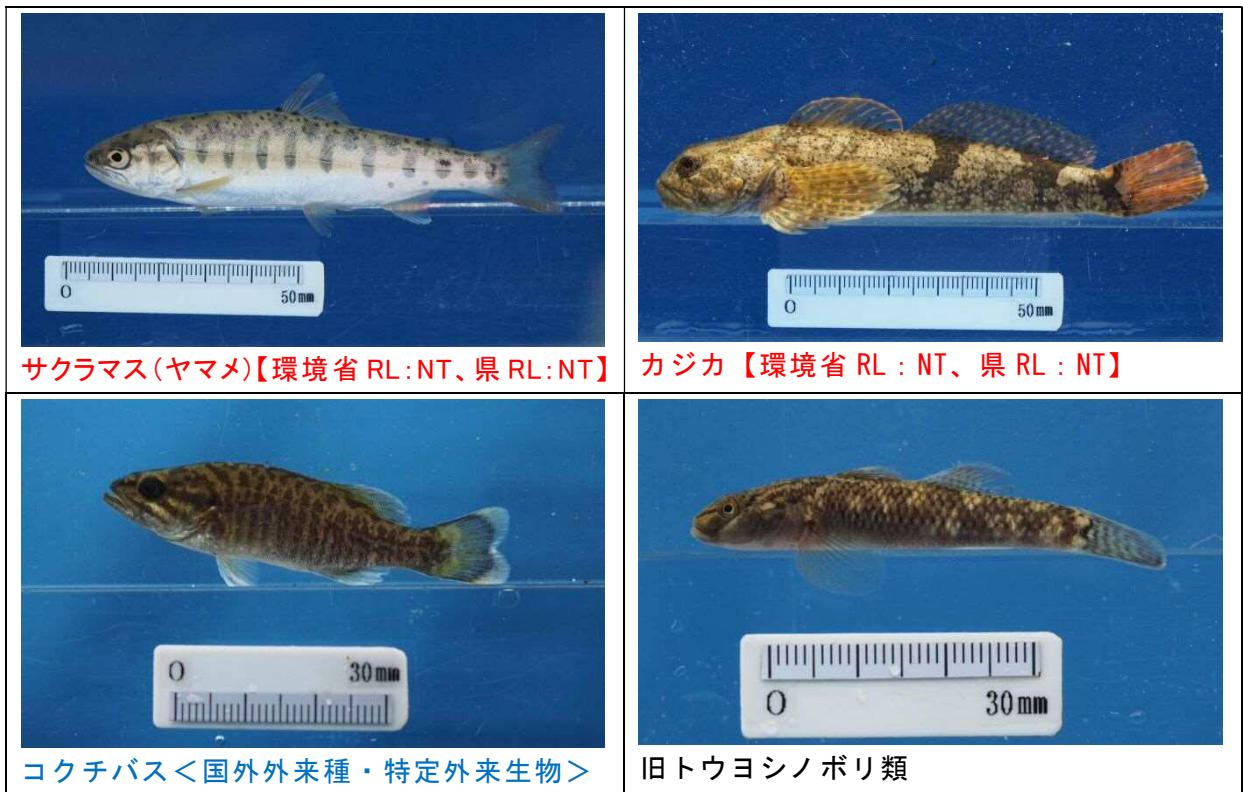 0
50mm
サクラマス(ヤマメ)【環境省RL:NT、県RL:NT】
0
50mm
カジカ【環境省RL:NT、県RL:NT】
0 30mm
コクチバス＜国外外来種・特定外来生物＞
0 30mm
旧トウヨシノボリ類